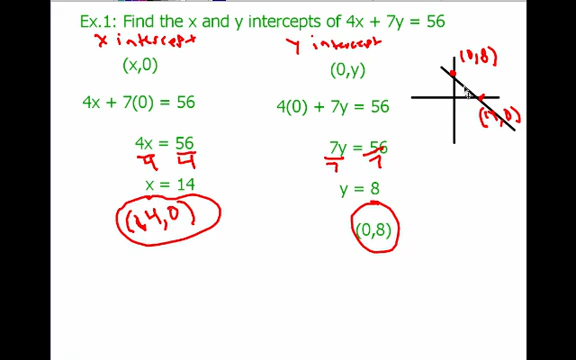 Ex.1: Find the x and y intercepts of 4x + 7y = 56
x intercept
y intercept
(x,0)
(0,y)
(0,8)
4x + 7(0) = 56
4(0) + 7y = 56
(14,0)
4x = 56
4 4
7y = 56
7 7
x = 14
y = 8
(14,0)
(0,8)